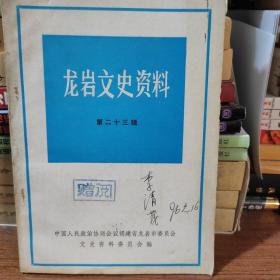 龙岩文史资料
第二十三辑
赠阅
李清茂
96.元.16
中国人民政治协商会议福建省龙岩市委员会
文史资料委员会编